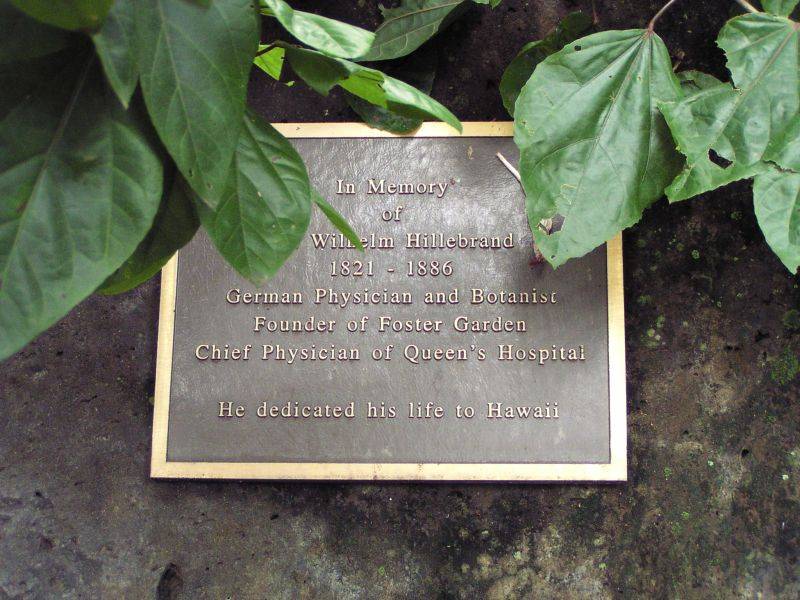 In Memory
of
Wilhelm Hillebrand
1821 - 1886
German Physician and Botanist
Founder of Foster Garden
Chief Physician of Queen's Hospital
He dedicated his life to Hawaii